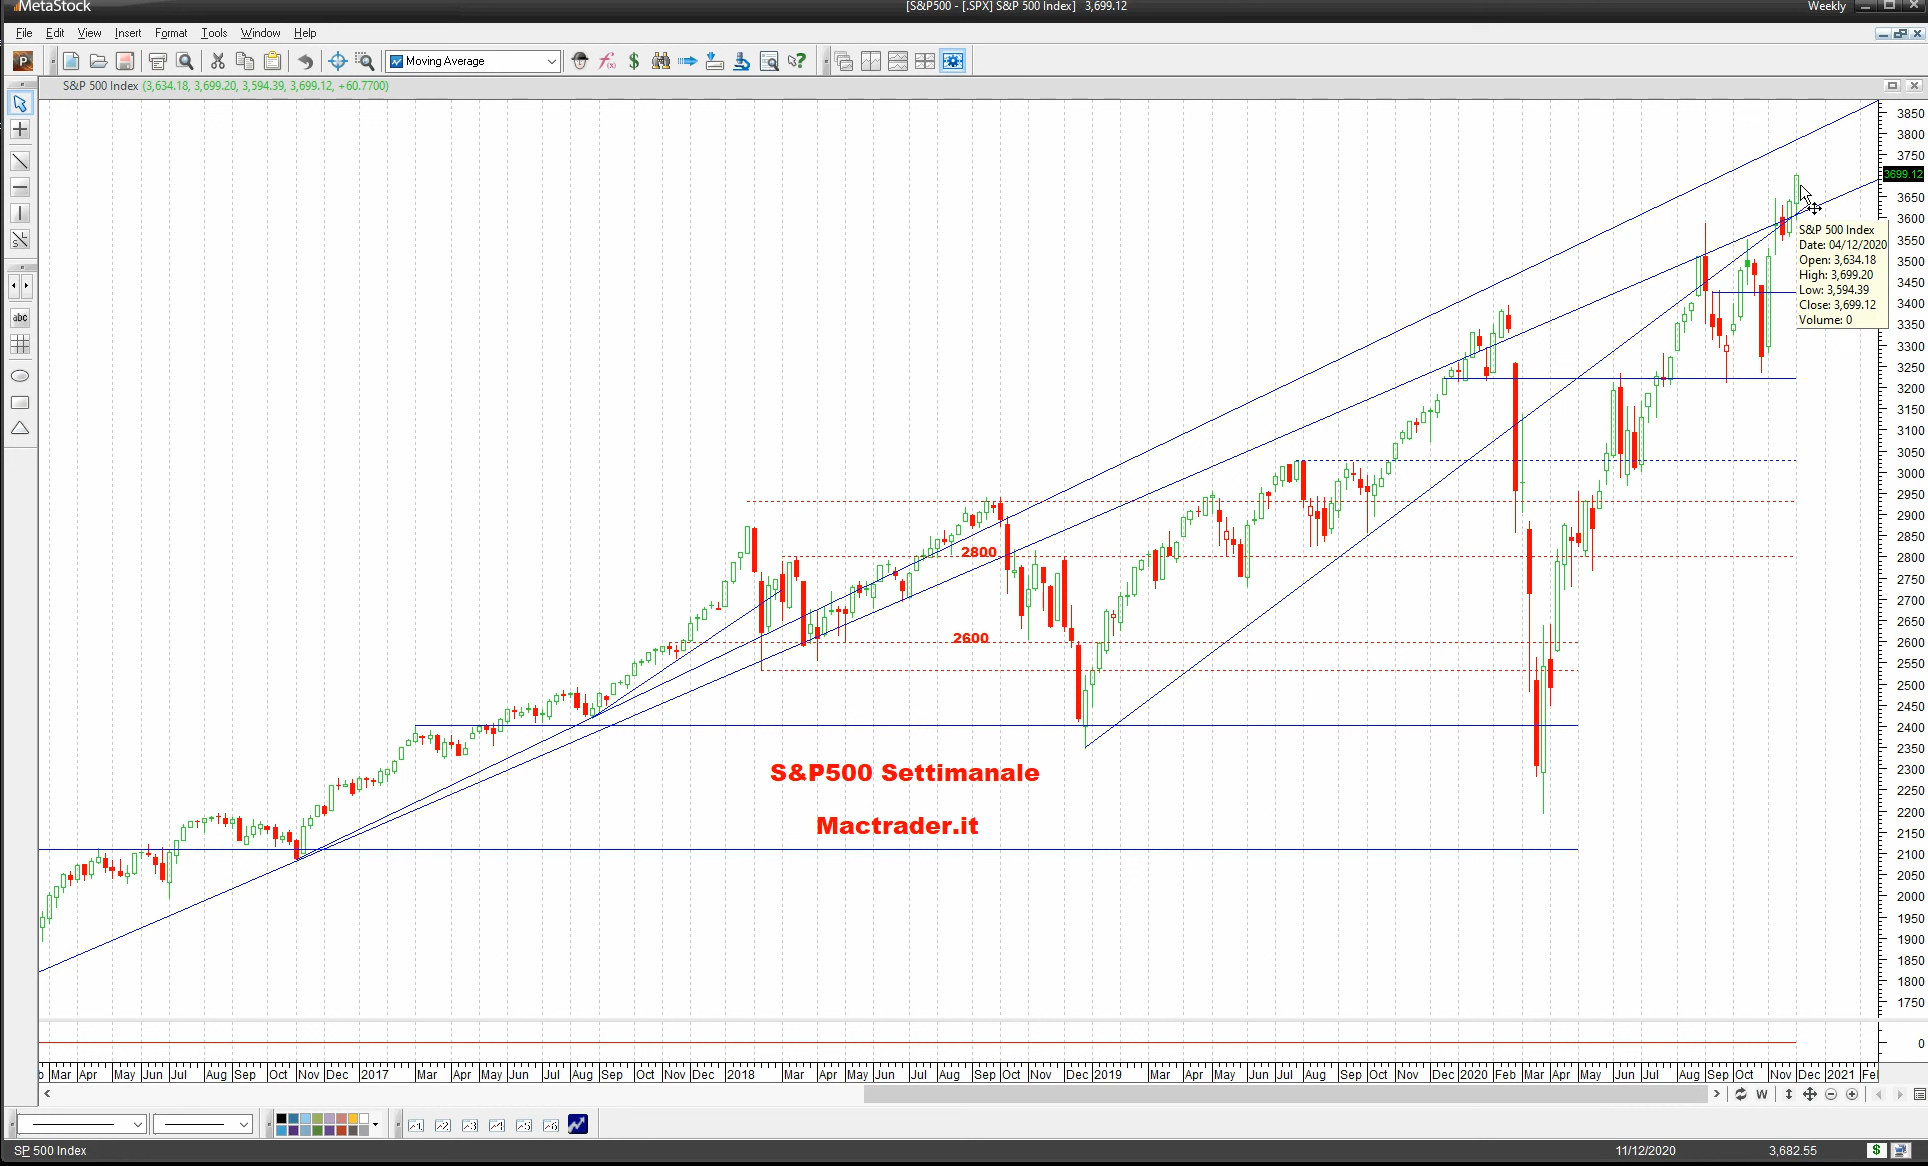 MetaStock
[S&P500 - [.SPX] S&P 500 Index] 3,699.12
Weekly
File Edit View Insert Format Tools Window Help
Moving Average
S&P 500 Index (3,634.18, 3,699.20, 3,594.39, 3,699.12, +60.7700)
abc
3850
3800
3750
3699.12
3650
3600
3550
3500
3450
3400
3350
3300
3250
3200
3150
3100
3050
3000
2950
2900
2850
2800
2750
2700
2650
2600
2550
2500
2450
2400
2350
2300
2250
2200
2150
2100
2050
2000
1950
1900
1850
1800
1750
0
S&P 500 Index
Date: 04/12/2020
Open: 3,634.18
High: 3,699.20
Low: 3,594.39
Close: 3,699.12
Volume: 0
2800
2600
S&P500 Settimanale
Mactrader.it
b Mar Apr May Jun Jul Aug Sep Oct Nov Dec 2017 Mar Apr May Jun Jul Aug Sep Oct Nov Dec 2018 Mar Apr May Jun Jul Aug Sep Oct Nov Dec 2019 Mar Apr May Jun Jul Aug Sep Oct Nov Dec 2020 Feb Mar Apr May Jun Jul Aug Sep Oct Nov Dec 2021 Fel
W
SP 500 Index
11/12/2020
3,682.55
$